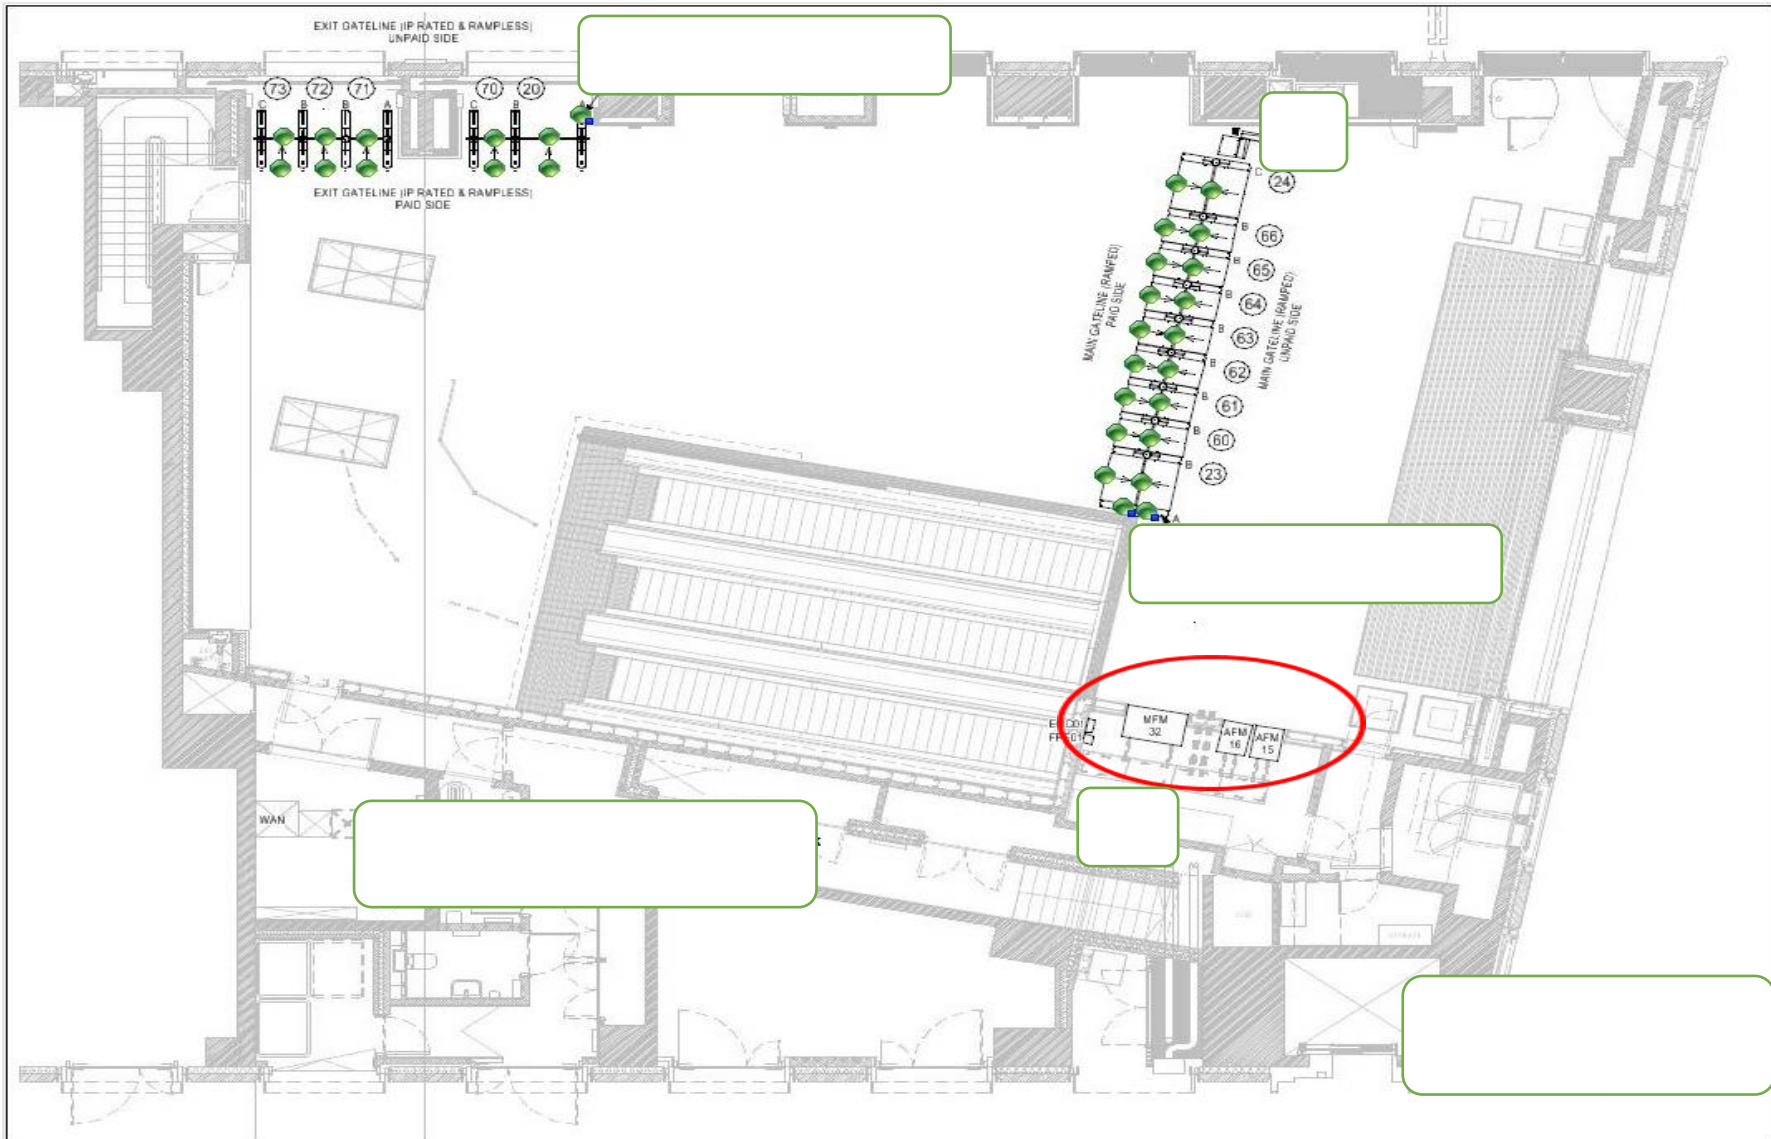 EXIT GATELINE (IP RATED & RAMPLESS)
UNPAID SIDE
73 72 71 70 20
C B B A C B A
EXIT GATELINE (IP RATED & RAMPLESS)
PAID SIDE
C 24
B 66
B 65
B 64
B 63
B 62
B 61
B 60
B 23
A
MAIN GATELINE (RAMPED)
PAID SIDE
MAIN GATELINE (RAMPED)
UNPAID SIDE
MFM
32
AFM
16
AFM
15
WAN